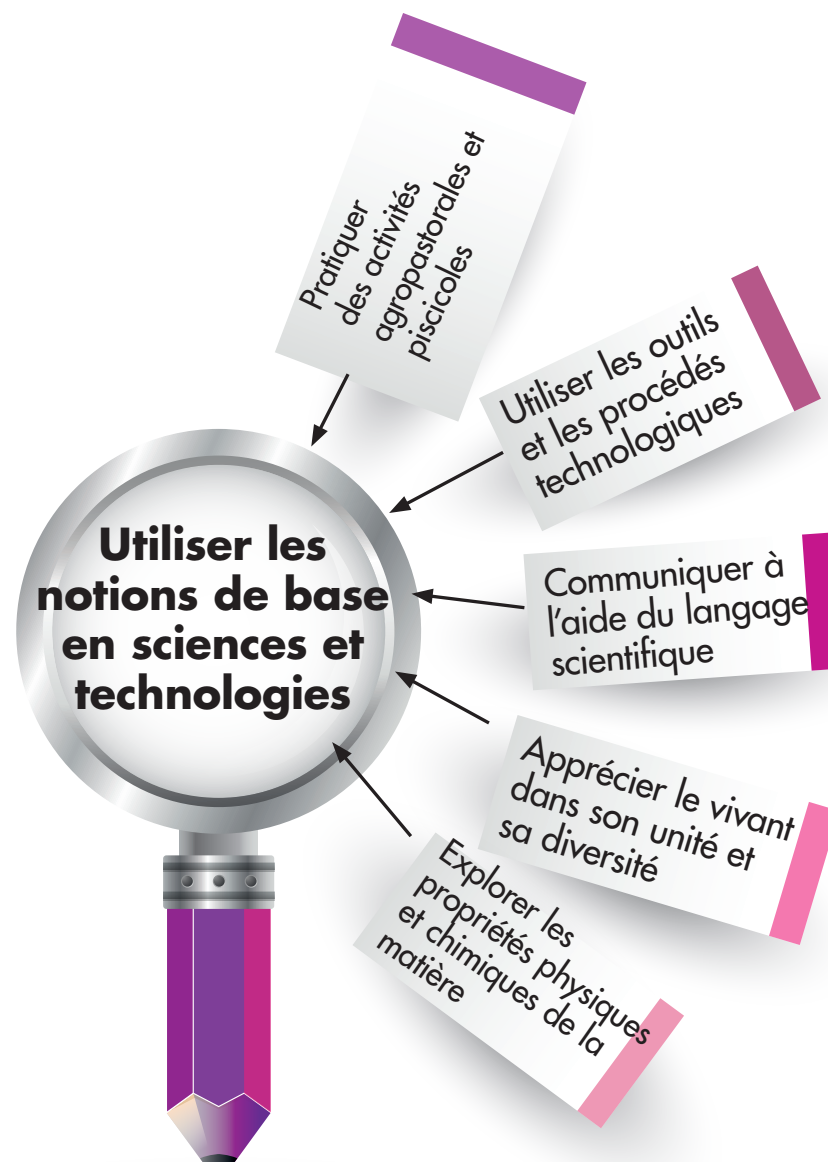 Pratiquer
des activités
agropastorales et
piscicoles
Utiliser les outils
et les procédés
technologiques
Utiliser les
notions de base
en sciences et
technologies
Communiquer à
l'aide du langage
scientifique
Apprécier le vivant
dans son unité et
sa diversité
Explorer les
propriétés physiques
et chimiques de la
matière